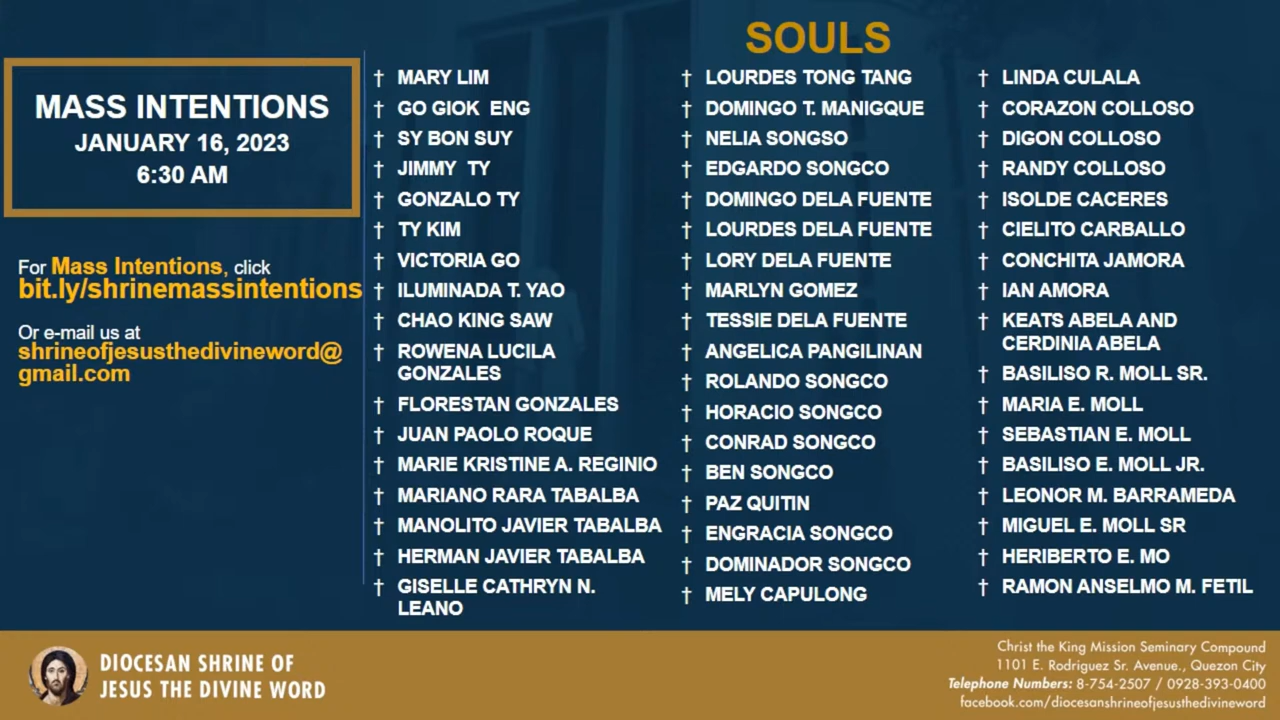 SOULS
MASS INTENTIONS
JANUARY 16, 2023
6:30 AM
For Mass Intentions, click
bit.ly/shrinemassintentions
Or e-mail us at
shrineofjesusthedivineword@
gmail.com
† MARY LIM
† GO GIOK ENG
† SY BON SUY
† JIMMY TY
† GONZALO TY
† TY KIM
† VICTORIA GO
† ILUMINADA T. YAO
† CHAO KING SAW
† ROWENA LUCILA
GONZALES
† FLORESTAN GONZALES
† JUAN PAOLO ROQUE
† MARIE KRISTINE A. REGINIO
† MARIANO RARA TABALBA
† MANOLITO JAVIER TABALBA
† HERMAN JAVIER TABALBA
† GISELLE CATHRYN N.
LEANO
† LOURDES TONG TANG
† DOMINGO T. MANIGQUE
† NELIA SONGSO
† EDGARDO SONGCO
† DOMINGO DELA FUENTE
† LOURDES DELA FUENTE
† LORY DELA FUENTE
† MARLYN GOMEZ
† TESSIE DELA FUENTE
† ANGELICA PANGILINAN
† ROLANDO SONGCO
† HORACIO SONGCO
† CONRAD SONGCO
† BEN SONGCO
† PAZ QUITIN
† ENGRACIA SONGCO
† DOMINADOR SONGCO
† MELY CAPULONG
† LINDA CULALA
† CORAZON COLLOSO
† DIGON COLLOSO
† RANDY COLLOSO
† ISOLDE CACERES
† CIELITO CARBALLO
† CONCHITA JAMORA
† IAN AMORA
† KEATS ABELA AND
CERDINIA ABELA
† BASILISO R. MOLL SR.
† MARIA E. MOLL
† SEBASTIAN E. MOLL
† BASILISO E. MOLL JR.
† LEONOR M. BARRAMEDA
† MIGUEL E. MOLL SR
† HERIBERTO E. MO
† RAMON ANSELMO M. FETIL
DIOCESAN SHRINE OF
JESUS THE DIVINE WORD
Christ the King Mission Seminary Compound
1101 E. Rodriguez Sr. Avenue., Quezon City
Telephone Numbers: 8-754-2507 / 0928-393-0400
facebook.com/diocesanshrineofjesusthedivineword